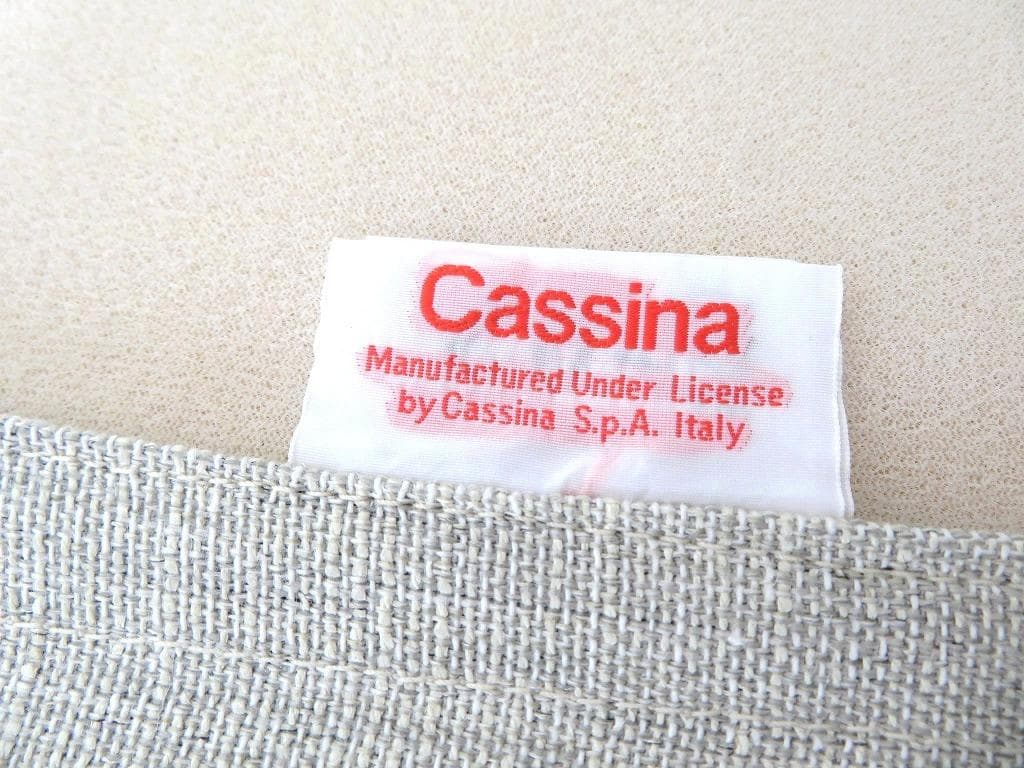 Cassina
Manufactured Under License
by Cassina S.p.A. Italy